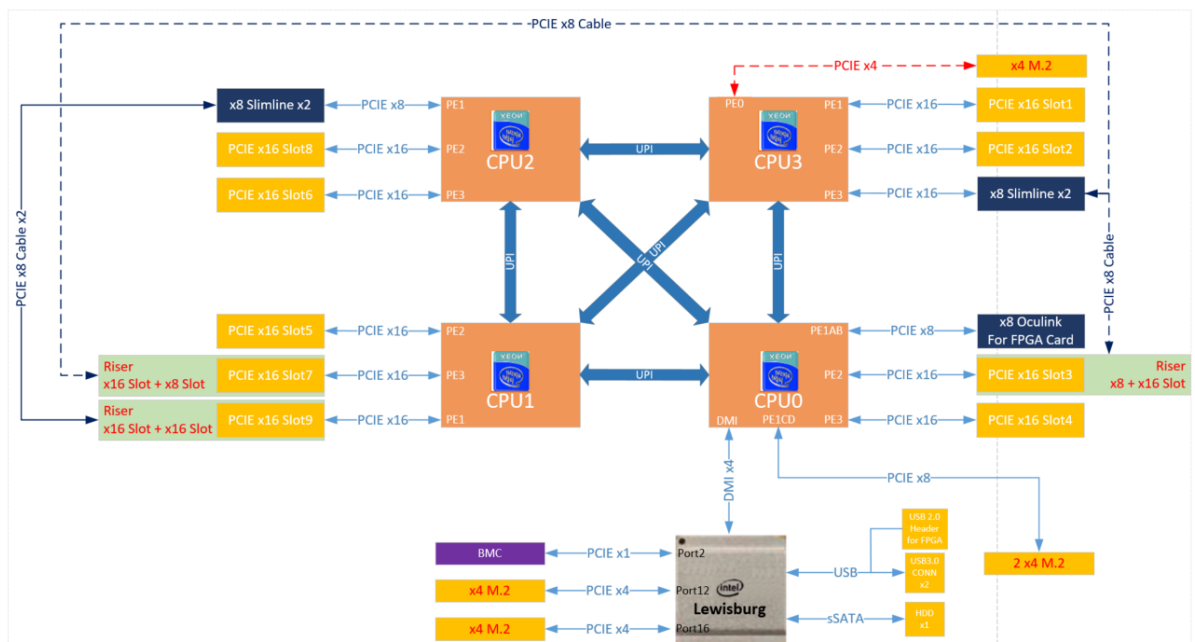 PCIE x8 Cable
PCIE x4
x4 M.2
x8 Slimline x2
PCIE x8
PE1
XEON
CPU2
PCIE x16 Slot8
PCIE x16
PE2
PCIE x16 Slot6
PCIE x16
PE3
UPI
PE0
XEON
CPU3
PE1
PCIE x16
PCIE x16 Slot1
PE2
PCIE x16
PCIE x16 Slot2
PE3
PCIE x16
x8 Slimline x2
PCIE x8 Cable x2
UPI
UPI
UPI
UPI
PCIE x8 Cable
PCIE x16 Slot5
PCIE x16
PE2
Riser
x16 Slot + x8 Slot
PCIE x16 Slot7
PCIE x16
PE3
Riser
x16 Slot + x16 Slot
PCIE x16 Slot9
PCIE x16
PE1
XEON
CPU1
UPI
XEON
CPU0
PE1AB
PCIE x8
x8 Oculink
For FPGA Card
PE2
PCIE x16
PCIE x16 Slot3
Riser
x8 + x16 Slot
PE3
PCIE x16
PCIE x16 Slot4
DMI
PE1CD
DMI x4
PCIE x8
2 x4 M.2
BMC
PCIE x1
Port2
x4 M.2
PCIE x4
Port12
x4 M.2
PCIE x4
Port16
intel
Lewisburg
USB
USB 2.0
Header
for FPGA
USB3.0
CONN
x2
sSATA
HDD
x1